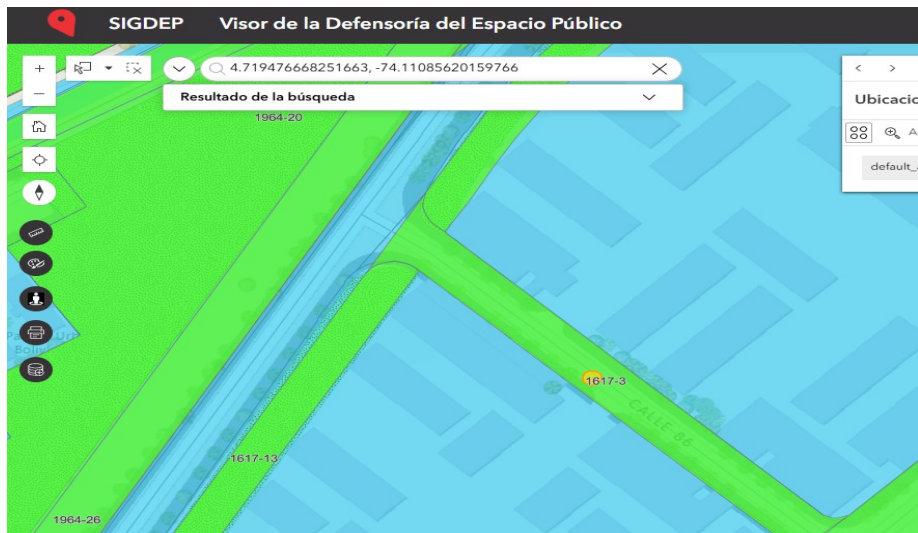 SIGDEP Visor de la Defensoría del Espacio Público
4.719476668251663, -74.11085620159766
Resultado de la búsqueda
Ubicacio
default_
1964-20
1617-3
CALLE 86
1617-13
1964-26